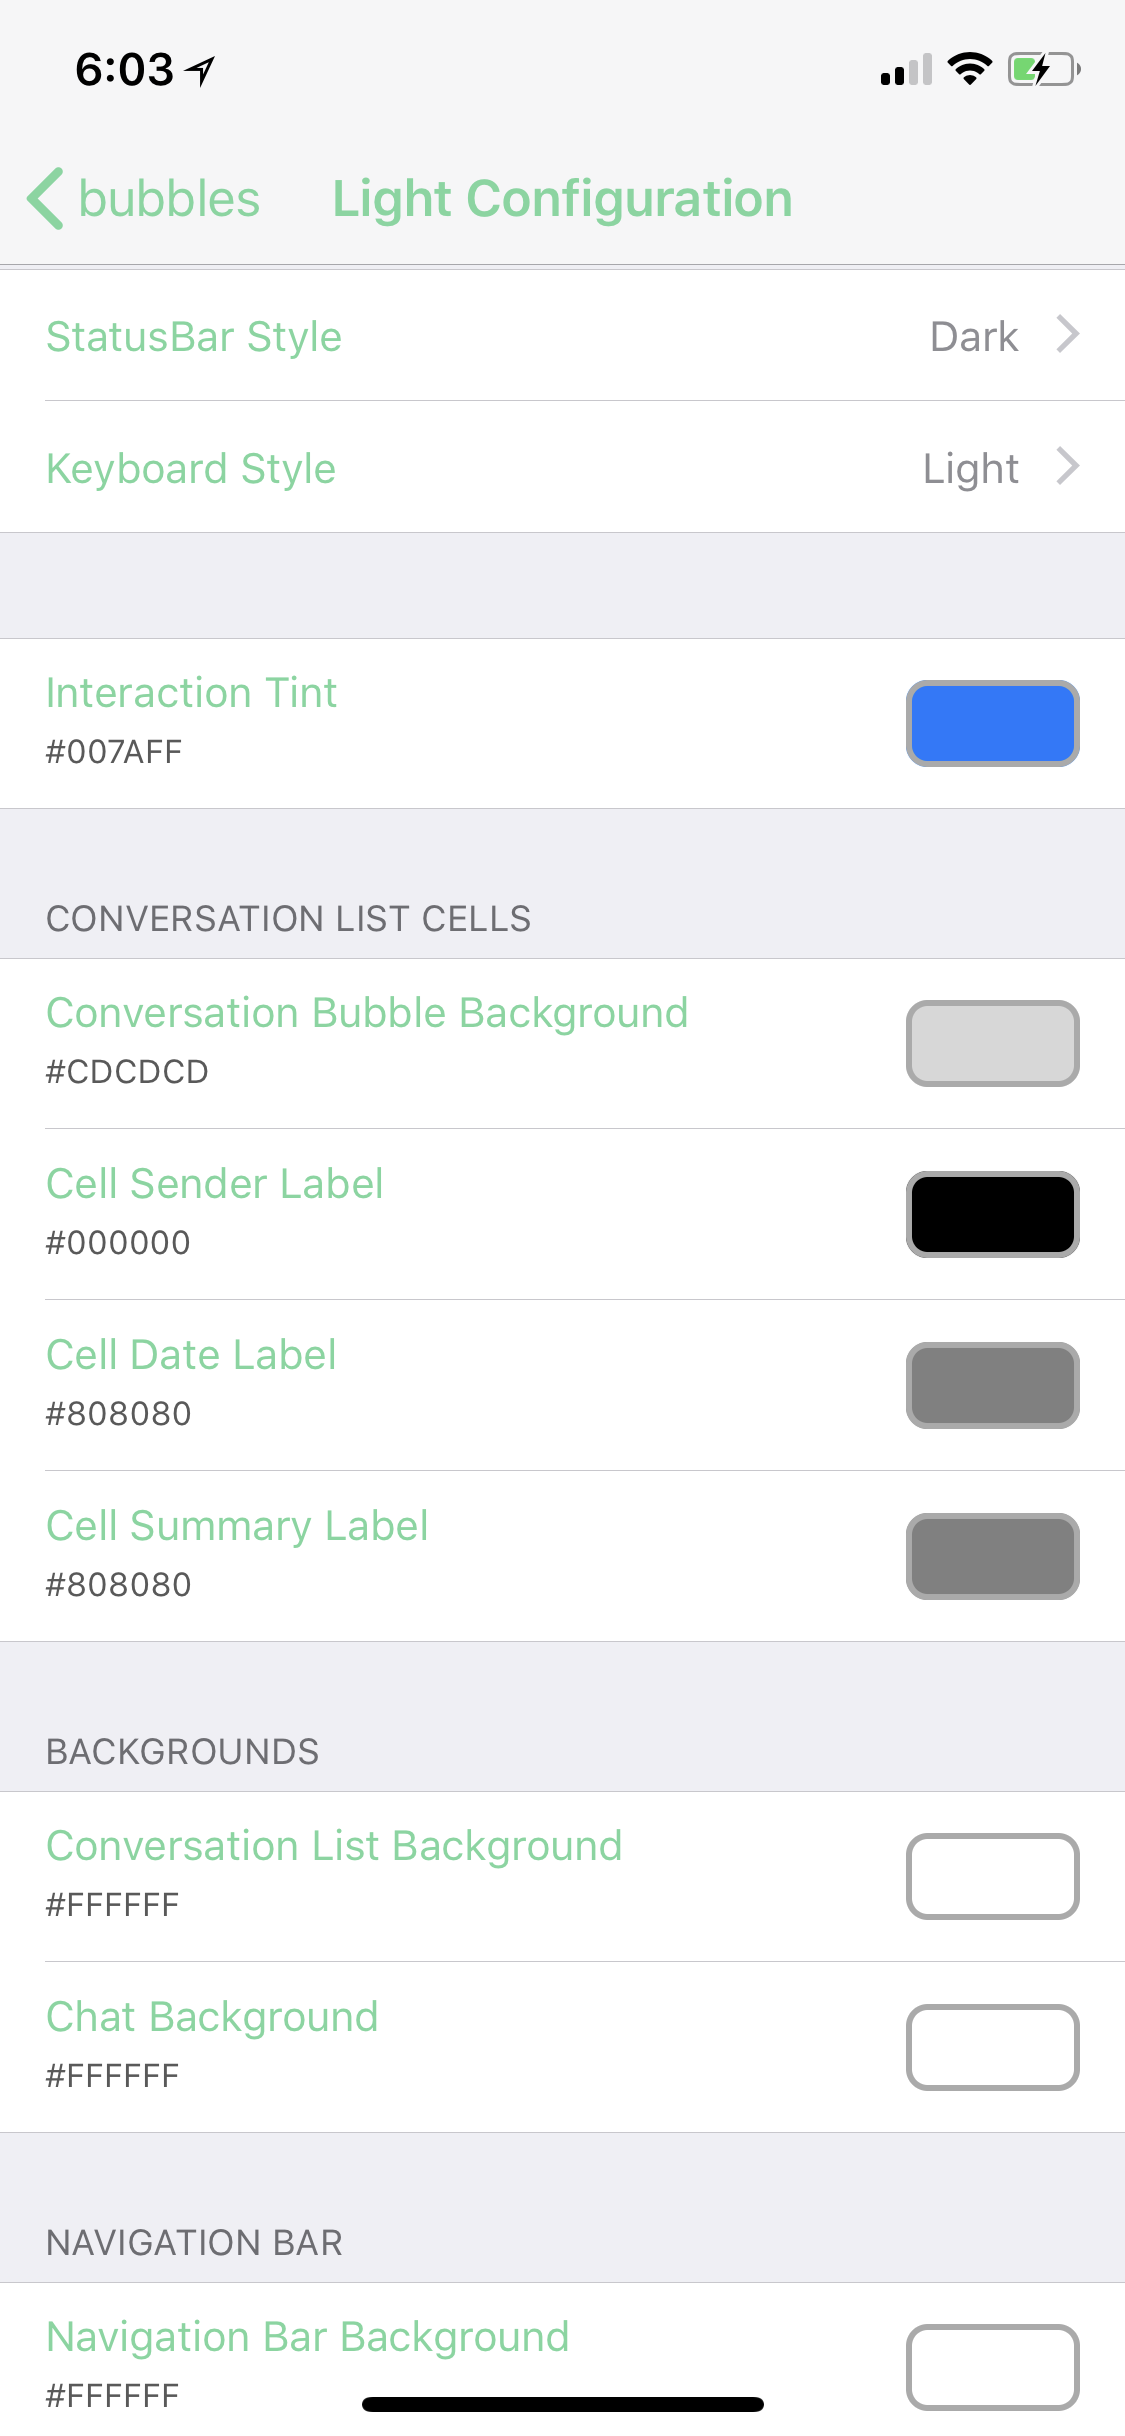 6:03
bubbles Light Configuration
StatusBar Style Dark
Keyboard Style Light
Interaction Tint
#007AFF
CONVERSATION LIST CELLS
Conversation Bubble Background
#CDCDCD
Cell Sender Label
#000000
Cell Date Label
#808080
Cell Summary Label
#808080
BACKGROUNDS
Conversation List Background
#FFFFFF
Chat Background
#FFFFFF
NAVIGATION BAR
Navigation Bar Background
#FFFFFF